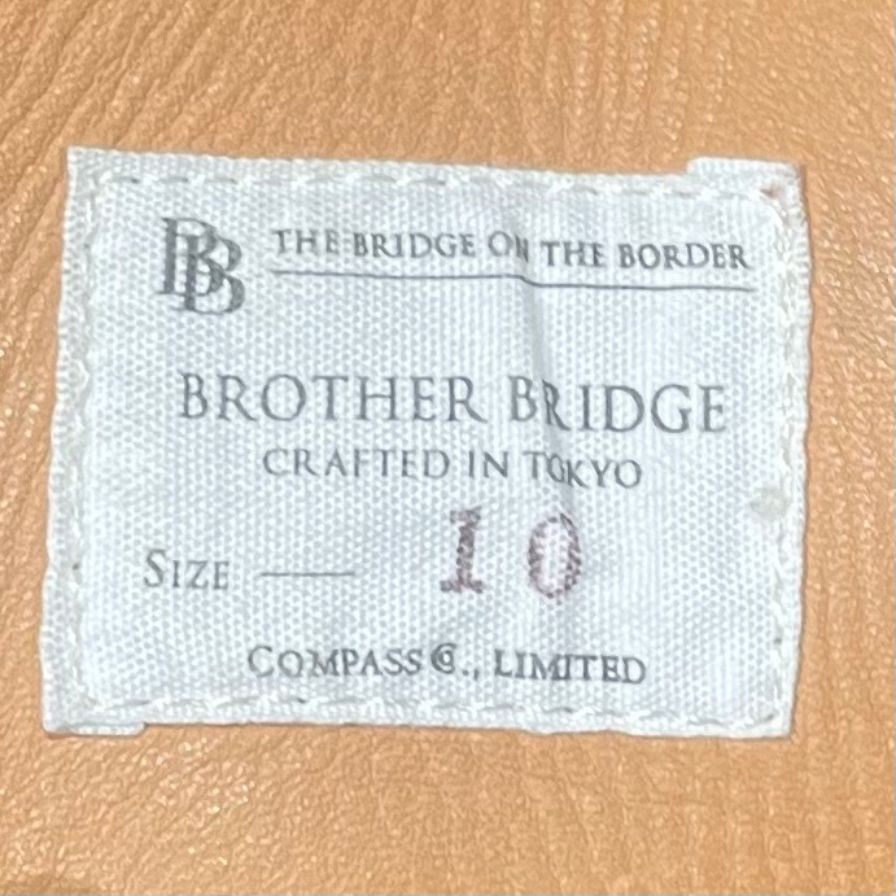 BB THE BRIDGE ON THE BORDER
BROTHER BRIDGE
CRAFTED IN TOKYO
SIZE — 10
COMPASS Co., LIMITED